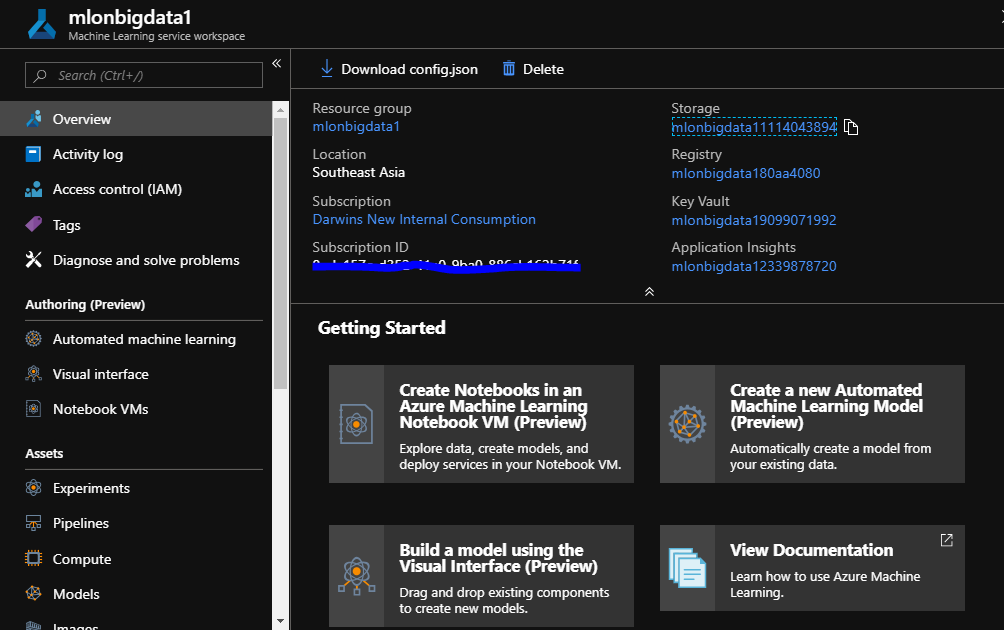 mlonbigdata1
Machine Learning service workspace
Search (Ctrl+/)
Overview
Activity log
Access control (IAM)
Tags
Diagnose and solve problems
Authoring (Preview)
Automated machine learning
Visual interface
Notebook VMs
Assets
Experiments
Pipelines
Compute
Models
Images
Download config.json
Delete
Resource group
mlonbigdata1
Location
Southeast Asia
Subscription
Darwins New Internal Consumption
Subscription ID
Storage
mlonbigdata11114043894
Registry
mlonbigdata180aa4080
Key Vault
mlonbigdata19099071992
Application Insights
mlonbigdata12339878720
Getting Started
Create Notebooks in an
Azure Machine Learning
Notebook VM (Preview)
Explore data, create models, and
deploy services in your Notebook VM.
Create a new Automated
Machine Learning Model
(Preview)
Automatically create a model from
your existing data.
Build a model using the
Visual Interface (Preview)
Drag and drop existing components
to create new models.
View Documentation
Learn how to use Azure Machine
Learning.